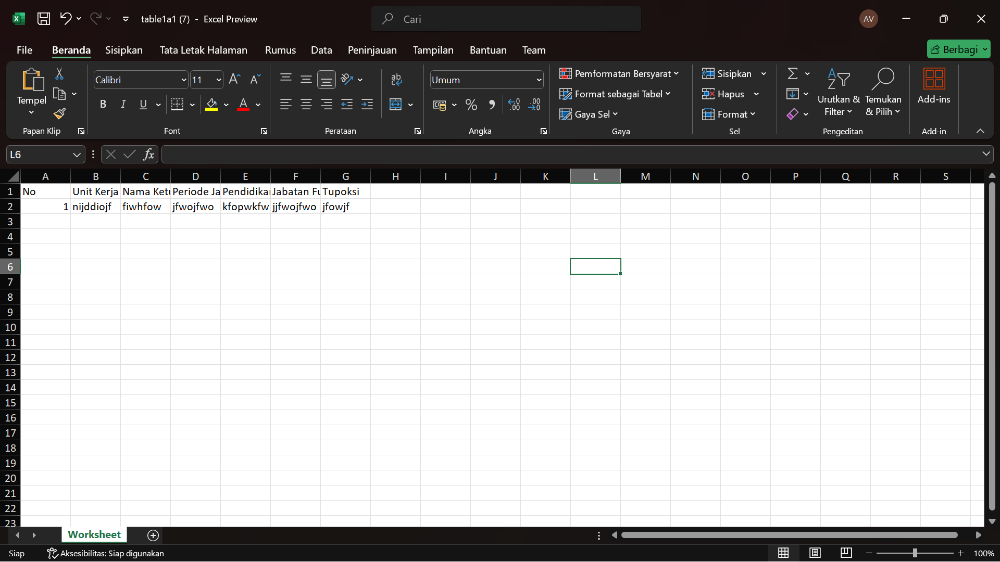 table1a1 (7) - Excel Preview
Cari
AV
File Beranda Sisipkan Tata Letak Halaman Rumus Data Peninjauan Tampilan Bantuan Team
Berbagi
Tempel
Papan Klip
Calibri 11
B I U
Font
Perataan
Umum
Angka
Pemformatan Bersyarat
Format sebagai Tabel
Gaya Sel
Gaya
Sisipkan
Hapus
Format
Sel
Urutkan & Filter
Temukan & Pilih
Pengeditan
Add-ins
Add-in
L6
fx
A B C D E F G H I J K L M N O P Q R S
1 No Unit Kerja Nama Ketu Periode Ja Pendidikan Jabatan Fu Tupoksi
2 1 nijddiojf fiwhfow jfwojfwo kfopwkfw jjfwojfwo jfowjf
3
4
5
6
7
8
9
10
11
12
13
14
15
16
17
18
19
20
21
22
23
Worksheet
Siap Aksesibilitas: Siap digunakan 100%